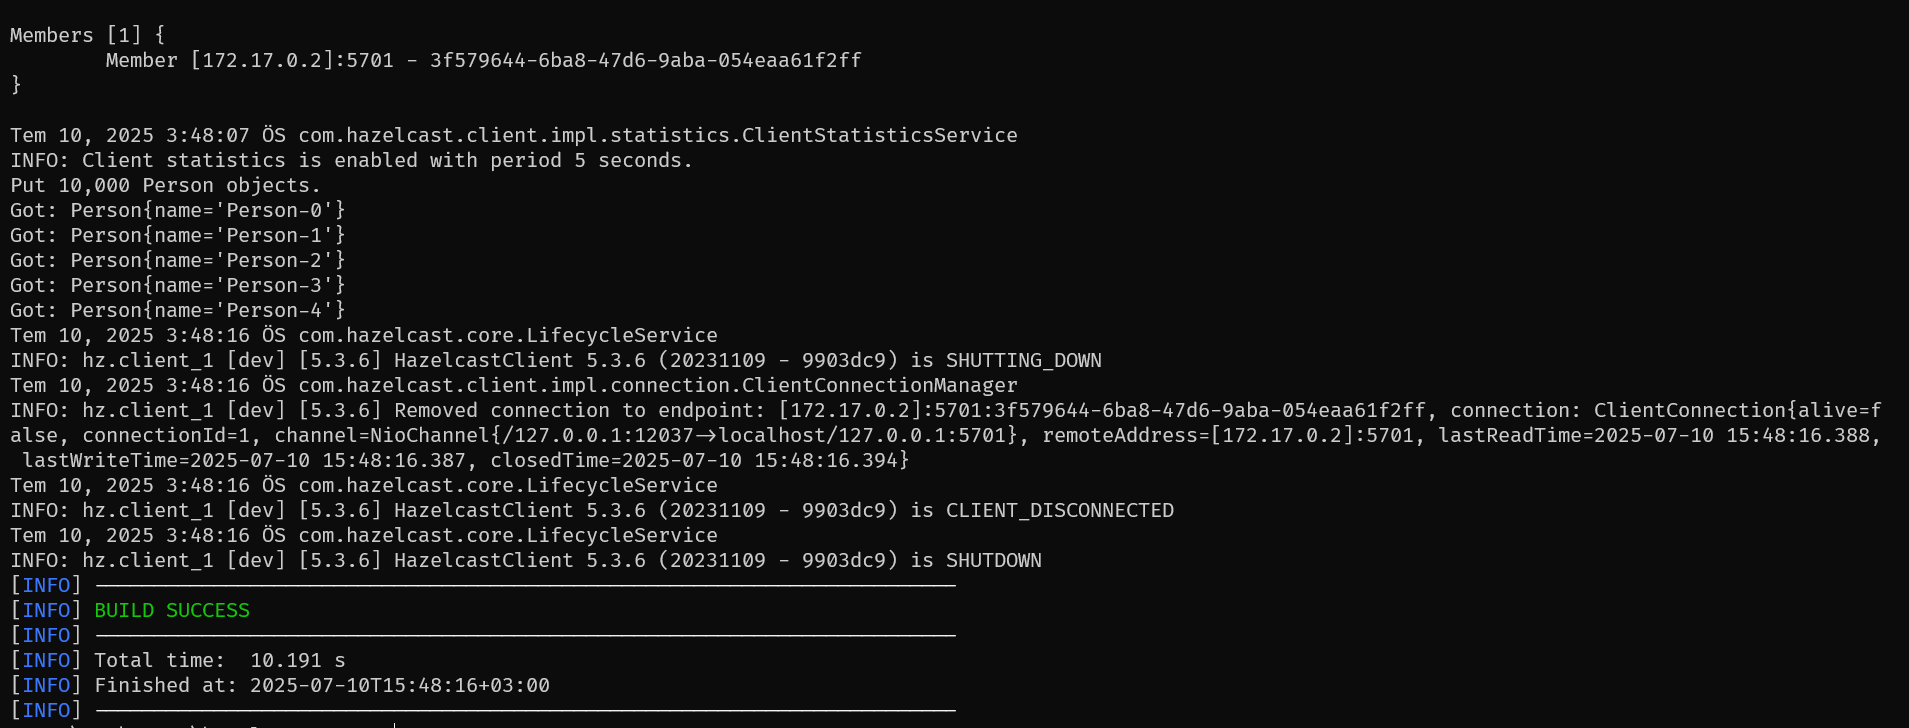 Members [1] {
        Member [172.17.0.2]:5701 - 3f579644-6ba8-47d6-9aba-054eaa61f2ff
}

Tem 10, 2025 3:48:07 ÖS com.hazelcast.client.impl.statistics.ClientStatisticsService
INFO: Client statistics is enabled with period 5 seconds.
Put 10,000 Person objects.
Got: Person{name='Person-0'}
Got: Person{name='Person-1'}
Got: Person{name='Person-2'}
Got: Person{name='Person-3'}
Got: Person{name='Person-4'}
Tem 10, 2025 3:48:16 ÖS com.hazelcast.core.LifecycleService
INFO: hz.client_1 [dev] [5.3.6] HazelcastClient 5.3.6 (20231109 - 9903dc9) is SHUTTING_DOWN
Tem 10, 2025 3:48:16 ÖS com.hazelcast.client.impl.connection.ClientConnectionManager
INFO: hz.client_1 [dev] [5.3.6] Removed connection to endpoint: [172.17.0.2]:5701:3f579644-6ba8-47d6-9aba-054eaa61f2ff, connection: ClientConnection{alive=f
alse, connectionId=1, channel=NioChannel{/127.0.0.1:12037->localhost/127.0.0.1:5701}, remoteAddress=[172.17.0.2]:5701, lastReadTime=2025-07-10 15:48:16.388,
 lastWriteTime=2025-07-10 15:48:16.387, closedTime=2025-07-10 15:48:16.394}
Tem 10, 2025 3:48:16 ÖS com.hazelcast.core.LifecycleService
INFO: hz.client_1 [dev] [5.3.6] HazelcastClient 5.3.6 (20231109 - 9903dc9) is CLIENT_DISCONNECTED
Tem 10, 2025 3:48:16 ÖS com.hazelcast.core.LifecycleService
INFO: hz.client_1 [dev] [5.3.6] HazelcastClient 5.3.6 (20231109 - 9903dc9) is SHUTDOWN
[INFO] ------------------------------------------------------------------------
[INFO] BUILD SUCCESS
[INFO] ------------------------------------------------------------------------
[INFO] Total time:  10.191 s
[INFO] Finished at: 2025-07-10T15:48:16+03:00
[INFO] ------------------------------------------------------------------------